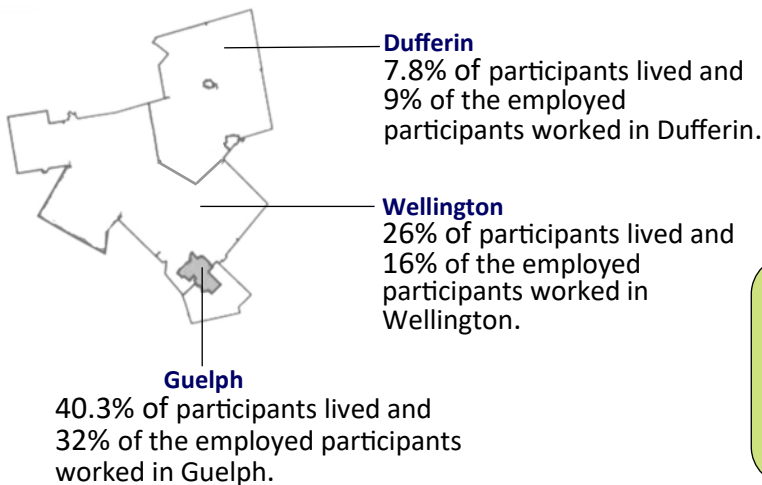 Dufferin
7.8% of participants lived and
9% of the employed
participants worked in Dufferin.
Wellington
26% of participants lived and
16% of the employed
participants worked in
Wellington.
Guelph
40.3% of participants lived and
32% of the employed participants
worked in Guelph.